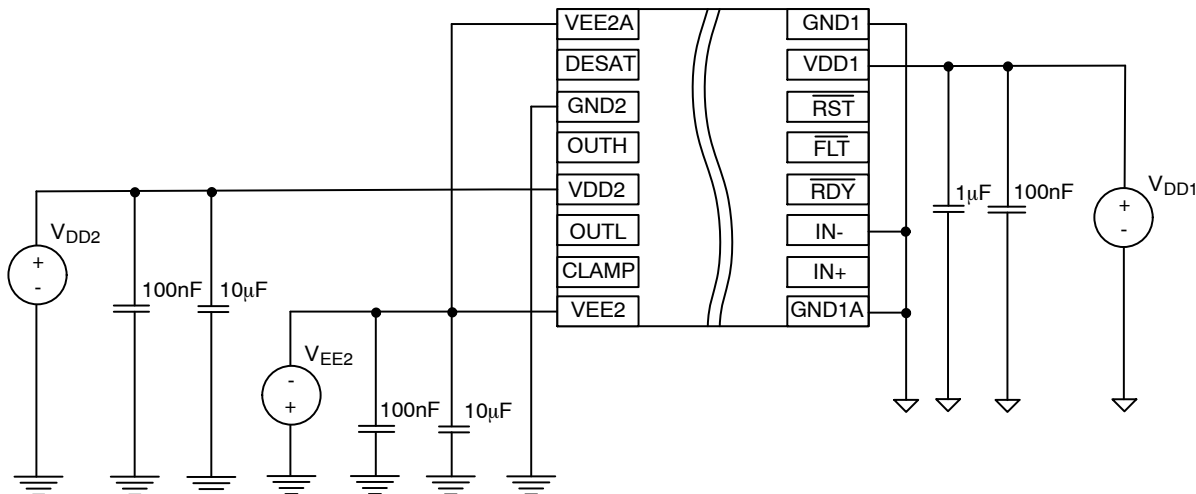 VEE2A
DESAT
GND2
OUTH
VDD2
OUTL
CLAMP
VEE2
GND1
VDD1
RST
FLT
RDY
IN-
IN+
GND1A
VDD2
+
-
100nF
10μF
VEE2
-
+
100nF
10μF
1μF
100nF
VDD1
+
-